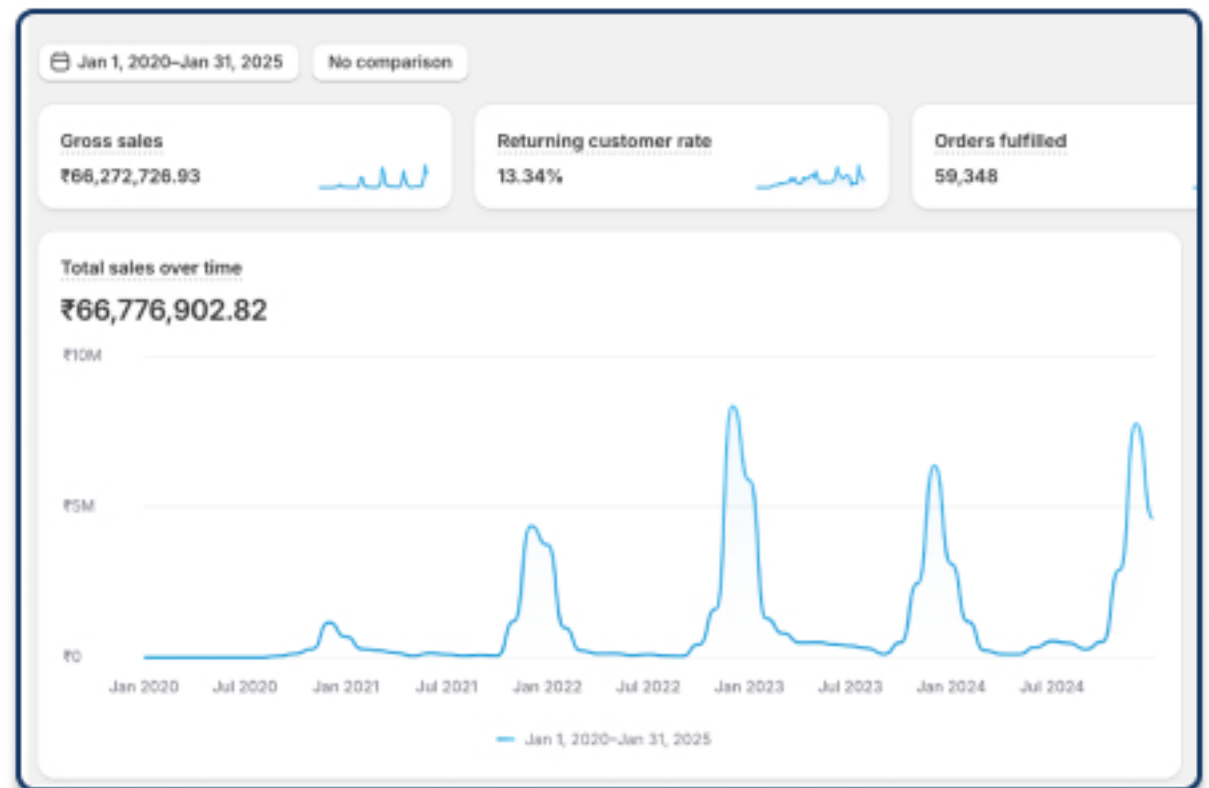 Jan 1, 2020–Jan 31, 2025 No comparison
Gross sales
₹66,272,726.93
Returning customer rate
13.34%
Orders fulfilled
59,348
Total sales over time
₹66,776,902.82
₹10M
₹5M
₹0
Jan 2020 Jul 2020 Jan 2021 Jul 2021 Jan 2022 Jul 2022 Jan 2023 Jul 2023 Jan 2024 Jul 2024
Jan 1, 2020–Jan 31, 2025